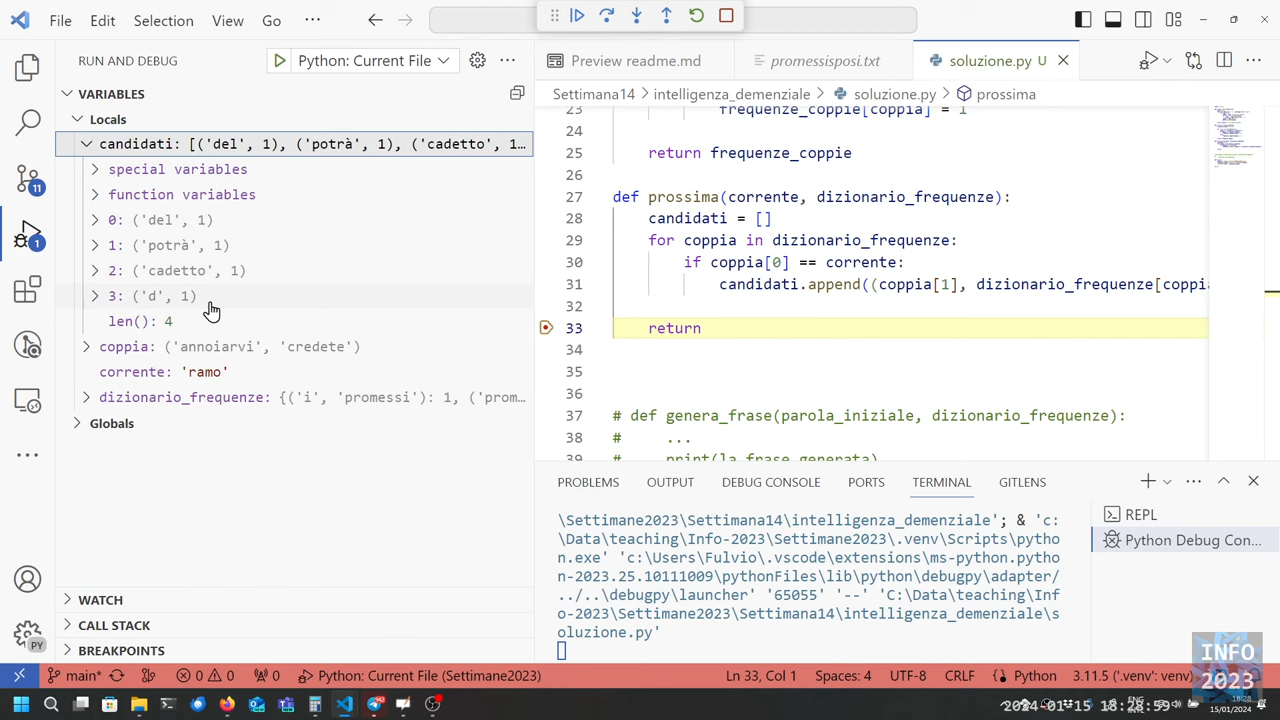 File Edit Selection View Go ···
RUN AND DEBUG
Python: Current File
VARIABLES
Locals
candidati: [('del', 1), ('potrà', 1), ('cadetto', 1...
special variables
function variables
0: ('del', 1)
1: ('potrà', 1)
2: ('cadetto', 1)
3: ('d', 1)
len(): 4
coppia: ('annoiarvi', 'credete')
corrente: 'ramo'
dizionario_frequenze: {('i', 'promessi'): 1, ('prom...
Globals
WATCH
CALL STACK
BREAKPOINTS
11
1
PY
Preview readme.md
promessisposi.txt
soluzione.py U
Settimana14 > intelligenza_demenziale > soluzione.py > prossima
23 frequenze_coppie[coppia] = 1
24
25 return frequenze_coppie
26
27 def prossima(corrente, dizionario_frequenze):
28 candidati = []
29 for coppia in dizionario_frequenze:
30 if coppia[0] == corrente:
31 candidati.append((coppia[1], dizionario_frequenze[coppia
32
33 return
34
35
36
37 # def genera_frase(parola_iniziale, dizionario_frequenze):
38 # ...
39 # print(la_frase_generata)
PROBLEMS OUTPUT DEBUG CONSOLE PORTS TERMINAL GITLENS
\Settimane2023\Settimana14\intelligenza_demenziale'; & 'c:
\Data\teaching\Info-2023\Settimane2023\.venv\Scripts\pytho
n.exe' 'c:\Users\Fulvio\.vscode\extensions\ms-python.pytho
n-2023.25.10111009\pythonFiles\lib\python\debugpy\adapter/
../..\debugpy\launcher' '65055' '--' 'C:\Data\teaching\Inf
o-2023\Settimane2023\Settimana14\intelligenza_demenziale\s
oluzione.py'
REPL
Python Debug Con...
main* 0 0 0 Python: Current File (Settimane2023)
Ln 33, Col 1 Spaces: 4 UTF-8 CRLF Python 3.11.5 ('.venv': venv)
INFO
2023
2024-01-15 18:28:59
ENG
18:28
15/01/2024